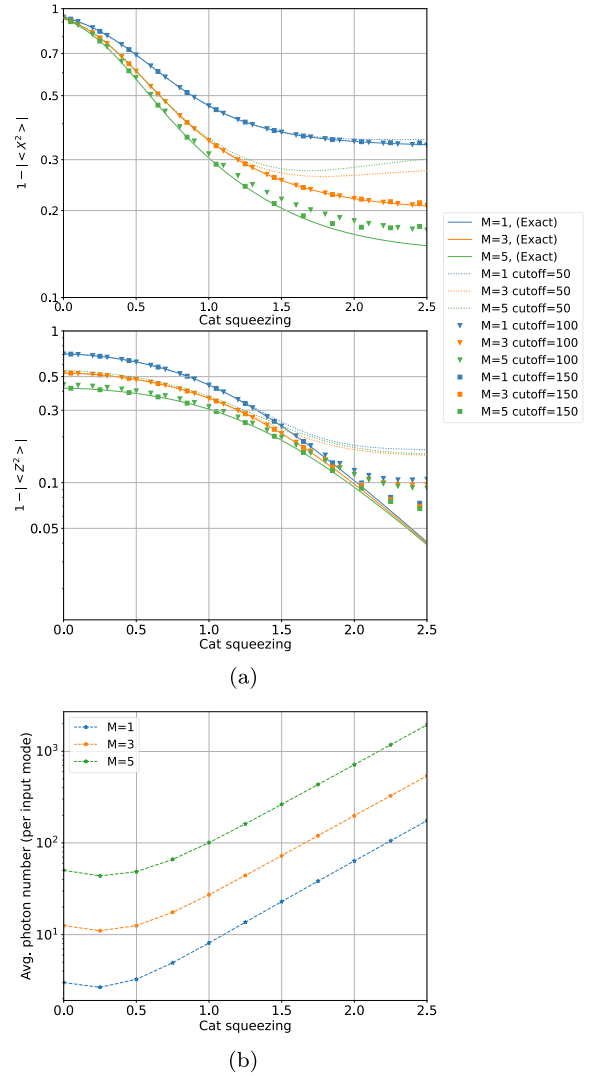 1
0.7
0.5
0.3
0.2
0.1
1 − | < X² > |
0.0 0.5 1.0 1.5 2.0 2.5
Cat squeezing
M=1, (Exact)
M=3, (Exact)
M=5, (Exact)
M=1 cutoff=50
M=3 cutoff=50
M=5 cutoff=50
M=1 cutoff=100
M=3 cutoff=100
M=5 cutoff=100
M=1 cutoff=150
M=3 cutoff=150
M=5 cutoff=150
1
0.5
0.3
0.1
0.05
1 − | < Z² > |
0.0 0.5 1.0 1.5 2.0 2.5
Cat squeezing
(a)
M=1
M=3
M=5
10³
10²
10¹
Avg. photon number (per input mode)
0.0 0.5 1.0 1.5 2.0 2.5
Cat squeezing
(b)